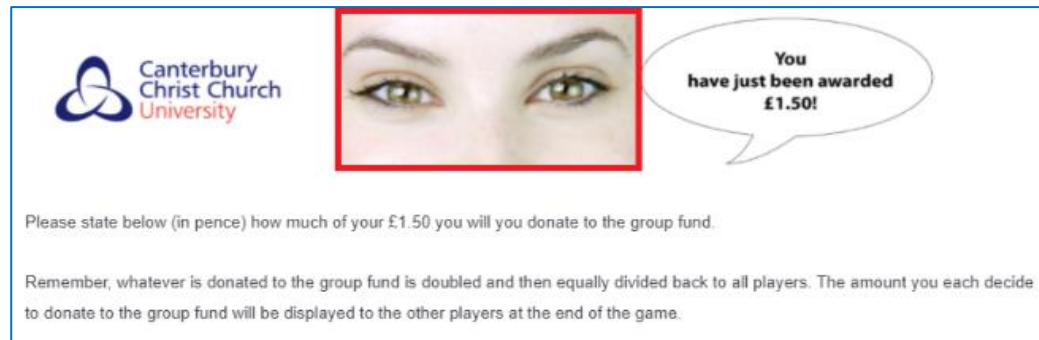 Canterbury
Christ Church
University
You
have just been awarded
£1.50!
Please state below (in pence) how much of your £1.50 you will you donate to the group fund.
Remember, whatever is donated to the group fund is doubled and then equally divided back to all players. The amount you each decide
to donate to the group fund will be displayed to the other players at the end of the game.